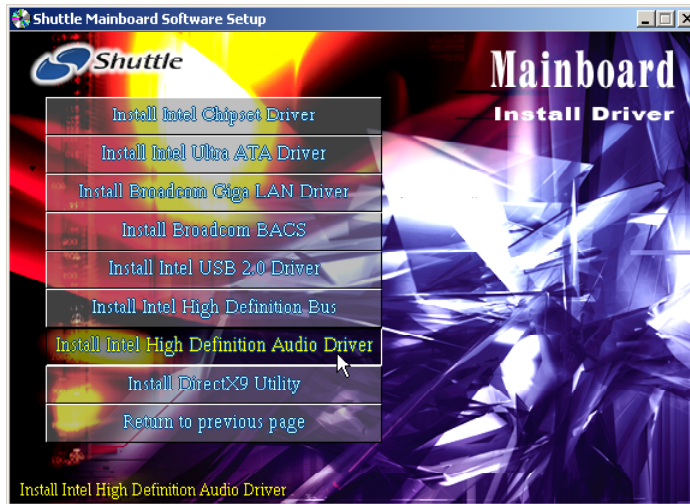 Shuttle Mainboard Software Setup
Shuttle
Mainboard
Install Driver
Install Intel Chipset Driver
Install Intel Ultra ATA Driver
Install Broadcom Giga LAN Driver
Install Broadcom BACS
Install Intel USB 2.0 Driver
Install Intel High Definition Bus
Install Intel High Definition Audio Driver
Install DirectX9 Utility
Return to previous page
Install Intel High Definition Audio Driver